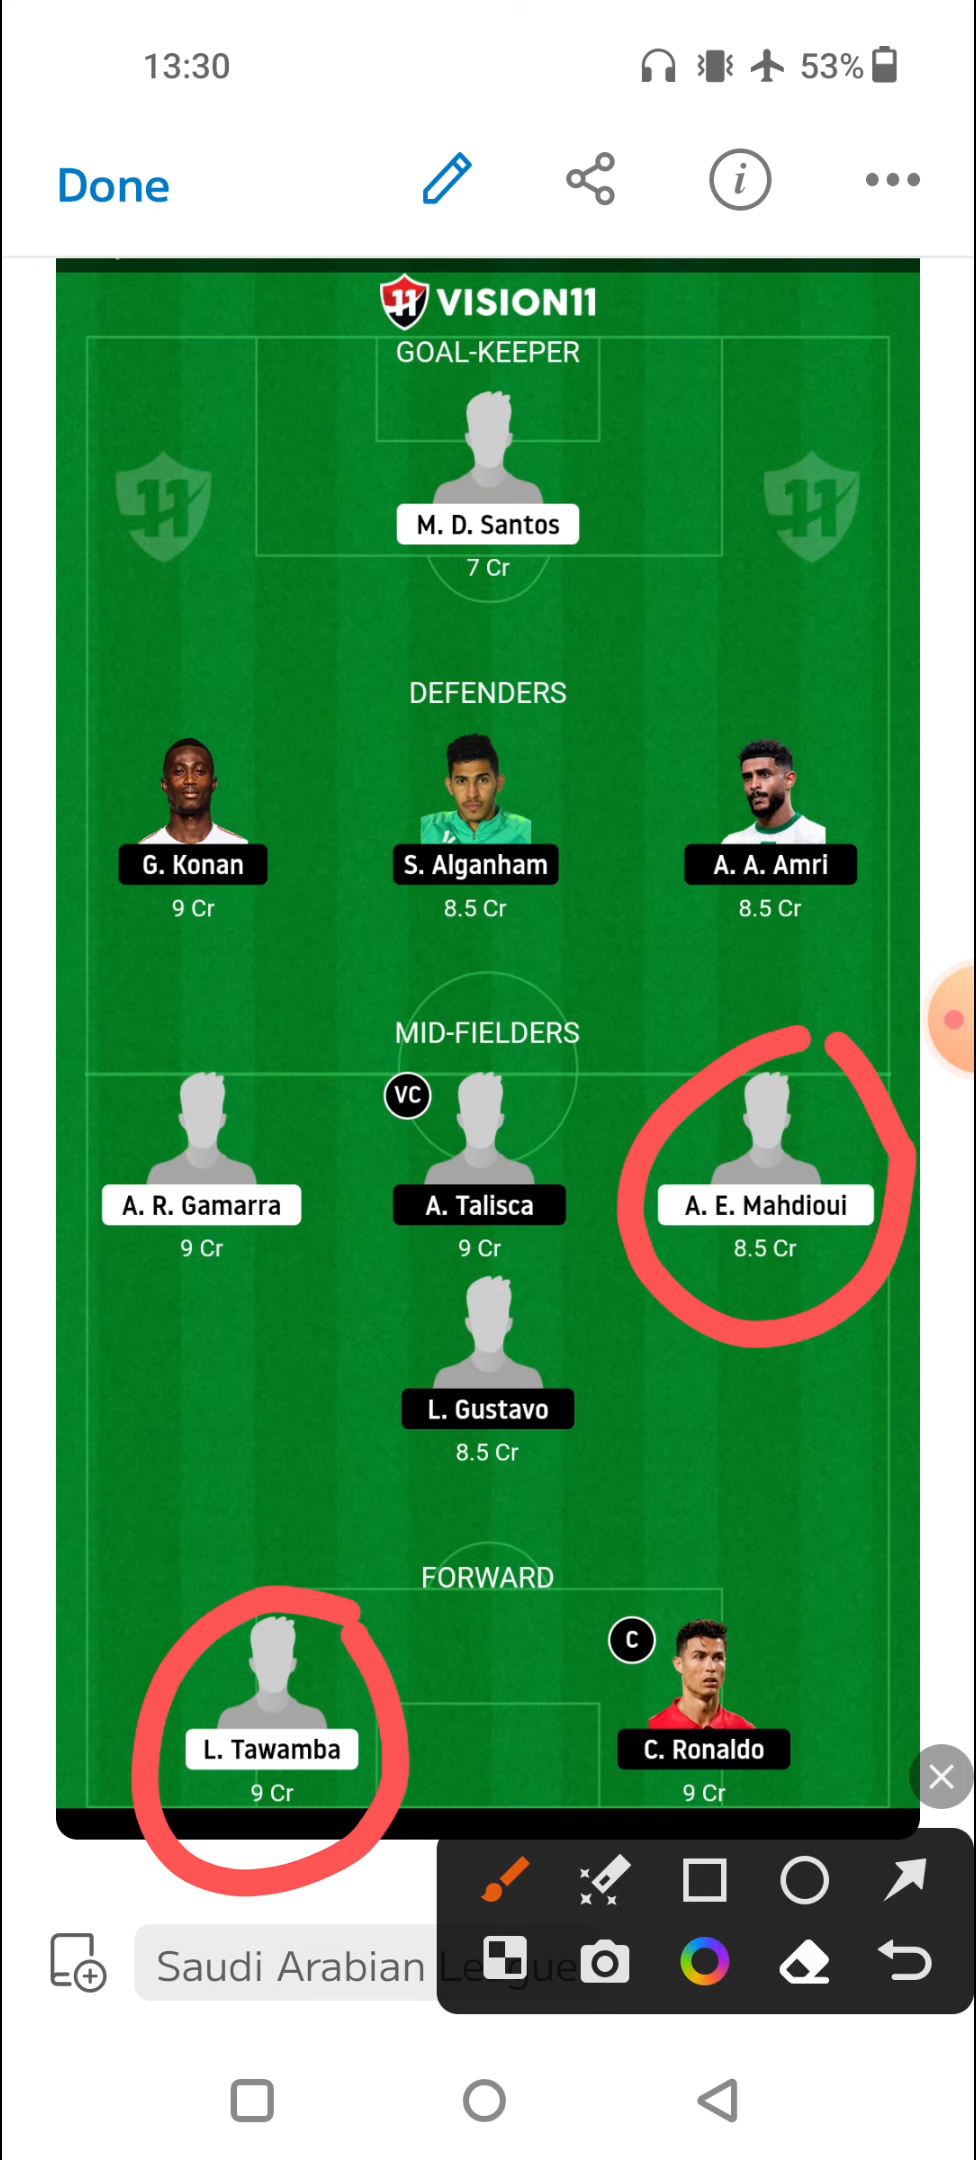 13:30
53%
Done
VISION11
GOAL-KEEPER
M. D. Santos
7 Cr
DEFENDERS
G. Konan
S. Alganham
A. A. Amri
9 Cr
8.5 Cr
8.5 Cr
MID-FIELDERS
VC
A. R. Gamarra
A. Talisca
A. E. Mahdioui
9 Cr
9 Cr
8.5 Cr
L. Gustavo
8.5 Cr
FORWARD
C
L. Tawamba
C. Ronaldo
9 Cr
9 Cr
Saudi Arabian League